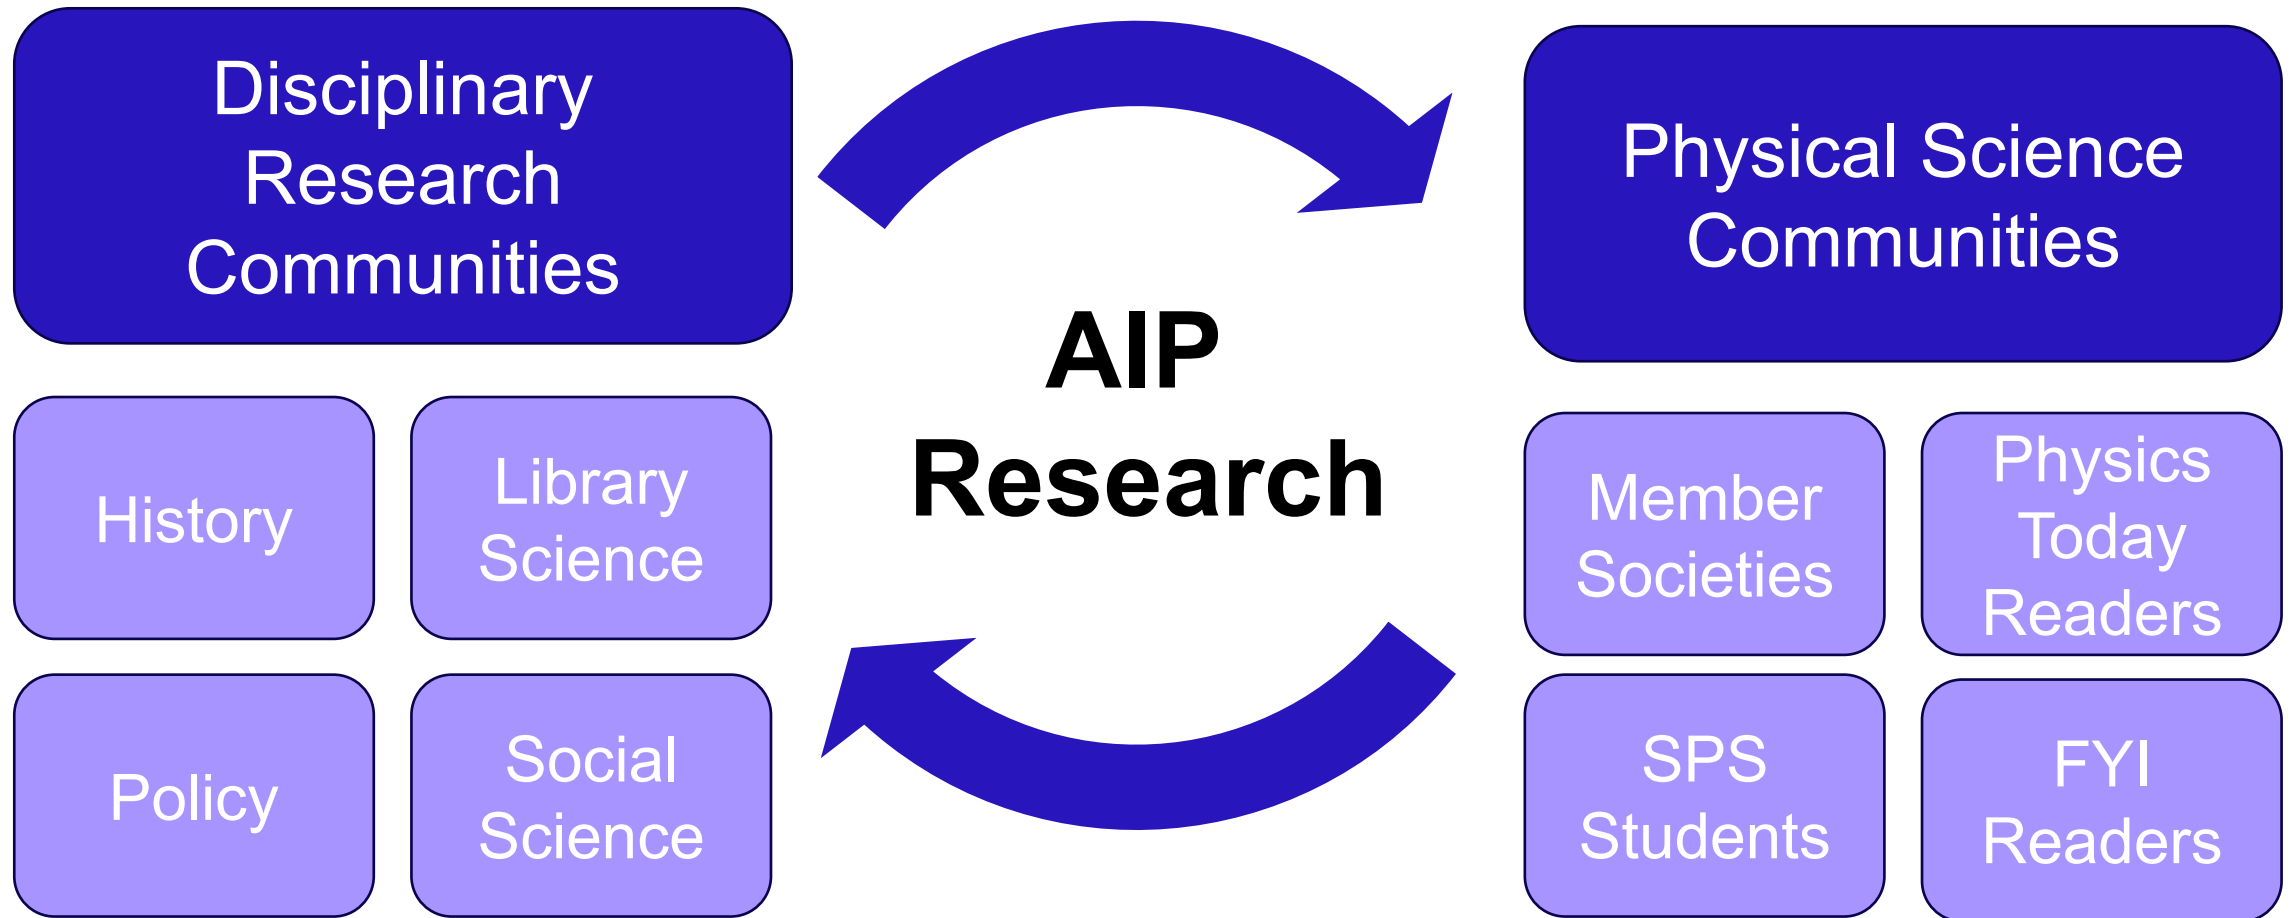 Disciplinary
Research
Communities
History
Library
Science
Policy
Social
Science
AIP
Research
Physical Science
Communities
Member
Societies
Physics
Today
Readers
SPS
Students
FYI
Readers